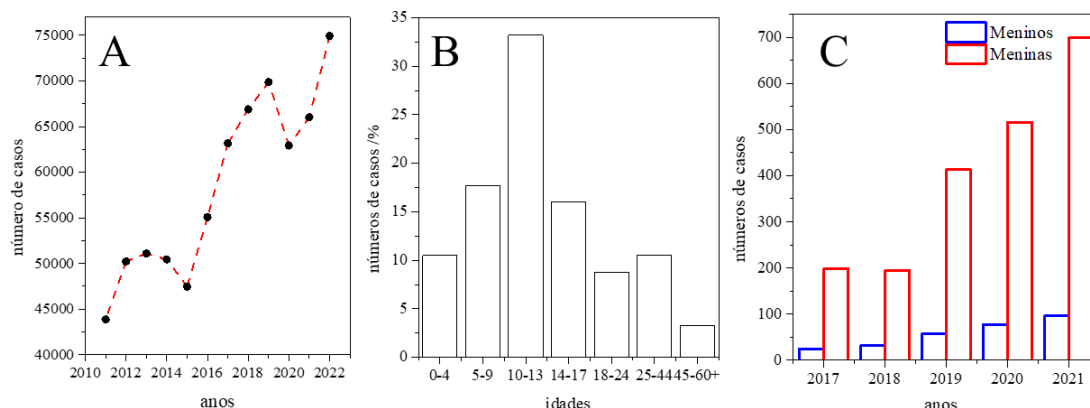 A
número de casos
75000
70000
65000
60000
55000
50000
45000
40000
2010 2012 2014 2016 2018 2020 2022
anos
B
números de casos /%
35
30
25
20
15
10
5
0
0-4 5-9 10-13 14-17 18-24 25-44 45-60+
idades
C
Meninos
Meninas
números de casos
700
600
500
400
300
200
100
0
2017 2018 2019 2020 2021
anos